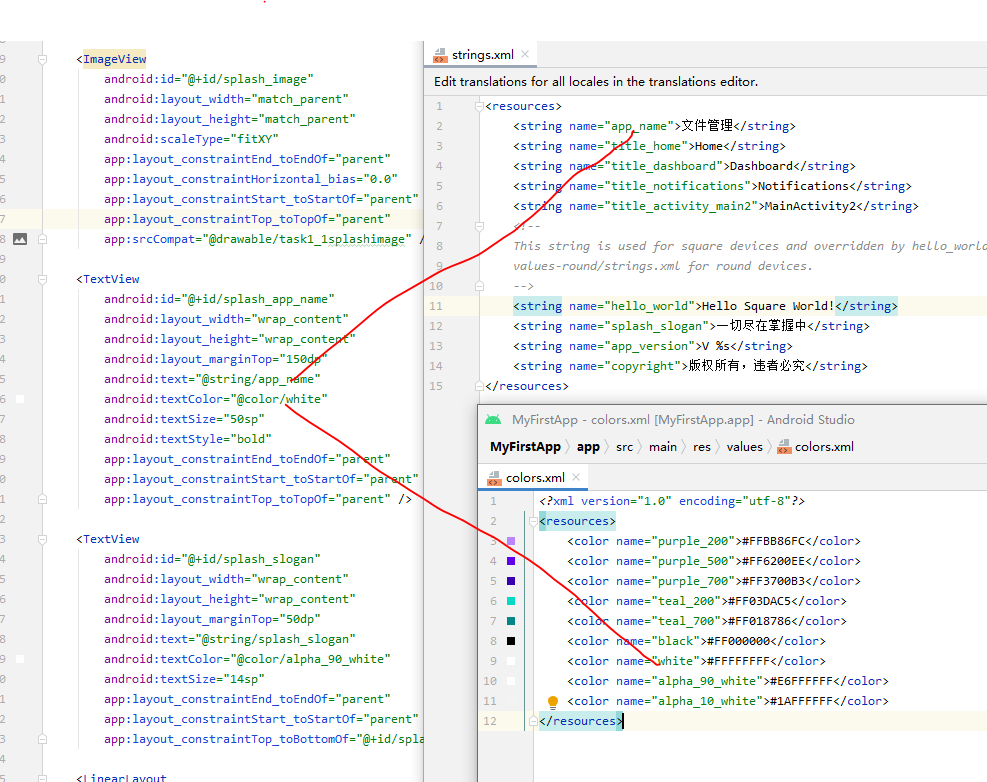 <ImageView
android:id="@+id/splash_image"
android:layout_width="match_parent"
android:layout_height="match_parent"
android:scaleType="fitXY"
app:layout_constraintEnd_toEndOf="parent"
app:layout_constraintHorizontal_bias="0.0"
app:layout_constraintStart_toStartOf="parent"
app:layout_constraintTop_toTopOf="parent"
app:srcCompat="@drawable/task1_1splashimage" /
<TextView
android:id="@+id/splash_app_name"
android:layout_width="wrap_content"
android:layout_height="wrap_content"
android:layout_marginTop="150dp"
android:text="@string/app_name"
android:textColor="@color/white"
android:textSize="50sp"
android:textStyle="bold"
app:layout_constraintEnd_toEndOf="parent"
app:layout_constraintStart_toStartOf="parent"
app:layout_constraintTop_toTopOf="parent" />
<TextView
android:id="@+id/splash_slogan"
android:layout_width="wrap_content"
android:layout_height="wrap_content"
android:layout_marginTop="50dp"
android:text="@string/splash_slogan"
android:textColor="@color/alpha_90_white"
android:textSize="14sp"
app:layout_constraintEnd_toEndOf="parent"
app:layout_constraintStart_toStartOf="parent"
app:layout_constraintTop_toBottomOf="@+id/spla
<LinearLayout
strings.xml
Edit translations for all locales in the translations editor.
1 <resources>
2 <string name="app_name">文件管理</string>
3 <string name="title_home">Home</string>
4 <string name="title_dashboard">Dashboard</string>
5 <string name="title_notifications">Notifications</string>
6 <string name="title_activity_main2">MainActivity2</string>
7 <!--
8 This string is used for square devices and overridden by hello_world
9 values-round/strings.xml for round devices.
10 -->
11 <string name="hello_world">Hello Square World!</string>
12 <string name="splash_slogan">一切尽在掌握中</string>
13 <string name="app_version">V %s</string>
14 <string name="copyright">版权所有，违者必究</string>
15 </resources>
MyFirstApp - colors.xml [MyFirstApp.app] - Android Studio
MyFirstApp app src main res values colors.xml
colors.xml
1 <?xml version="1.0" encoding="utf-8"?>
2 <resources>
3 <color name="purple_200">#FFBB86FC</color>
4 <color name="purple_500">#FF6200EE</color>
5 <color name="purple_700">#FF3700B3</color>
6 <color name="teal_200">#FF03DAC5</color>
7 <color name="teal_700">#FF018786</color>
8 <color name="black">#FF000000</color>
9 <color name="white">#FFFFFFFF</color>
10 <color name="alpha_90_white">#E6FFFFFF</color>
11 <color name="alpha_10_white">#1AFFFFFF</color>
12 </resources>